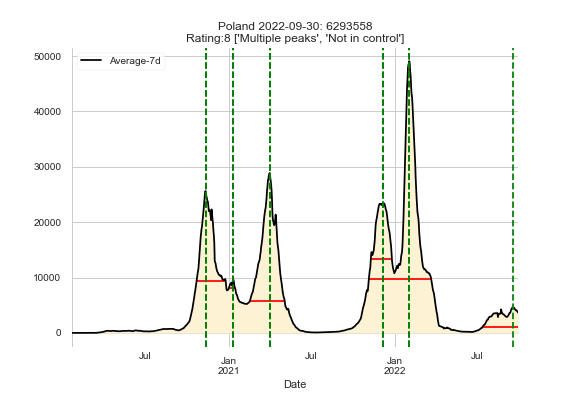 Poland 2022-09-30: 6293558
Rating:8 ['Multiple peaks', 'Not in control']
Average-7d
50000
40000
30000
20000
10000
0
Jul
Jan
2021
Jul
Jan
2022
Jul
Date